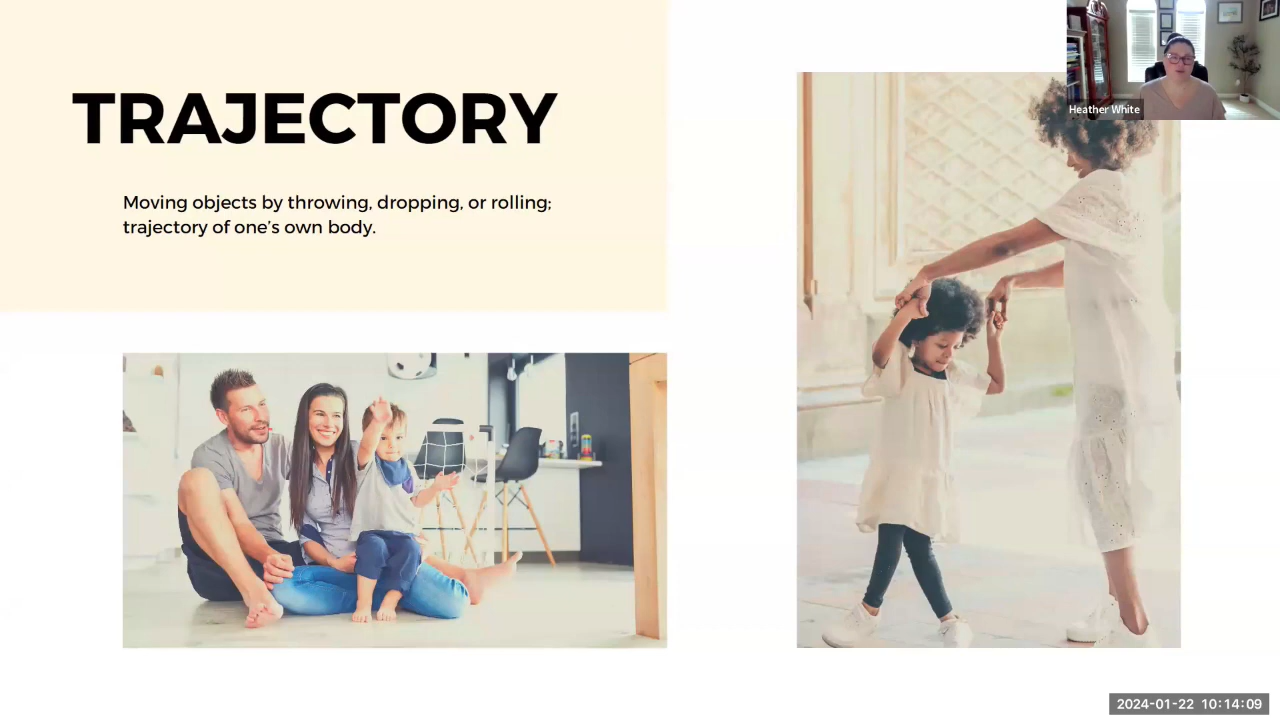 TRAJECTORY
Moving objects by throwing, dropping, or rolling;
trajectory of one's own body.
Heather White
2024-01-22 10:14:09